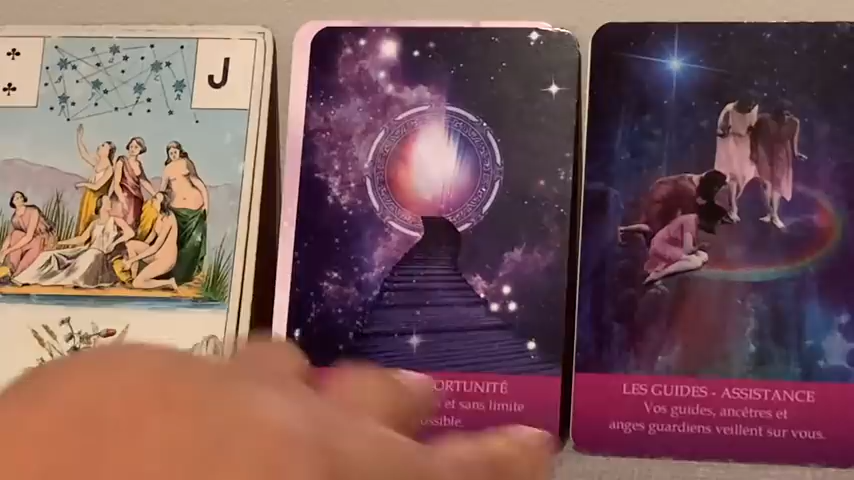 J
ORTUNITÉ
s et sans limite
ossible.
LES GUIDES - ASSISTANCE
Vos guides, ancêtres et
anges guardiens veillent sur vous.